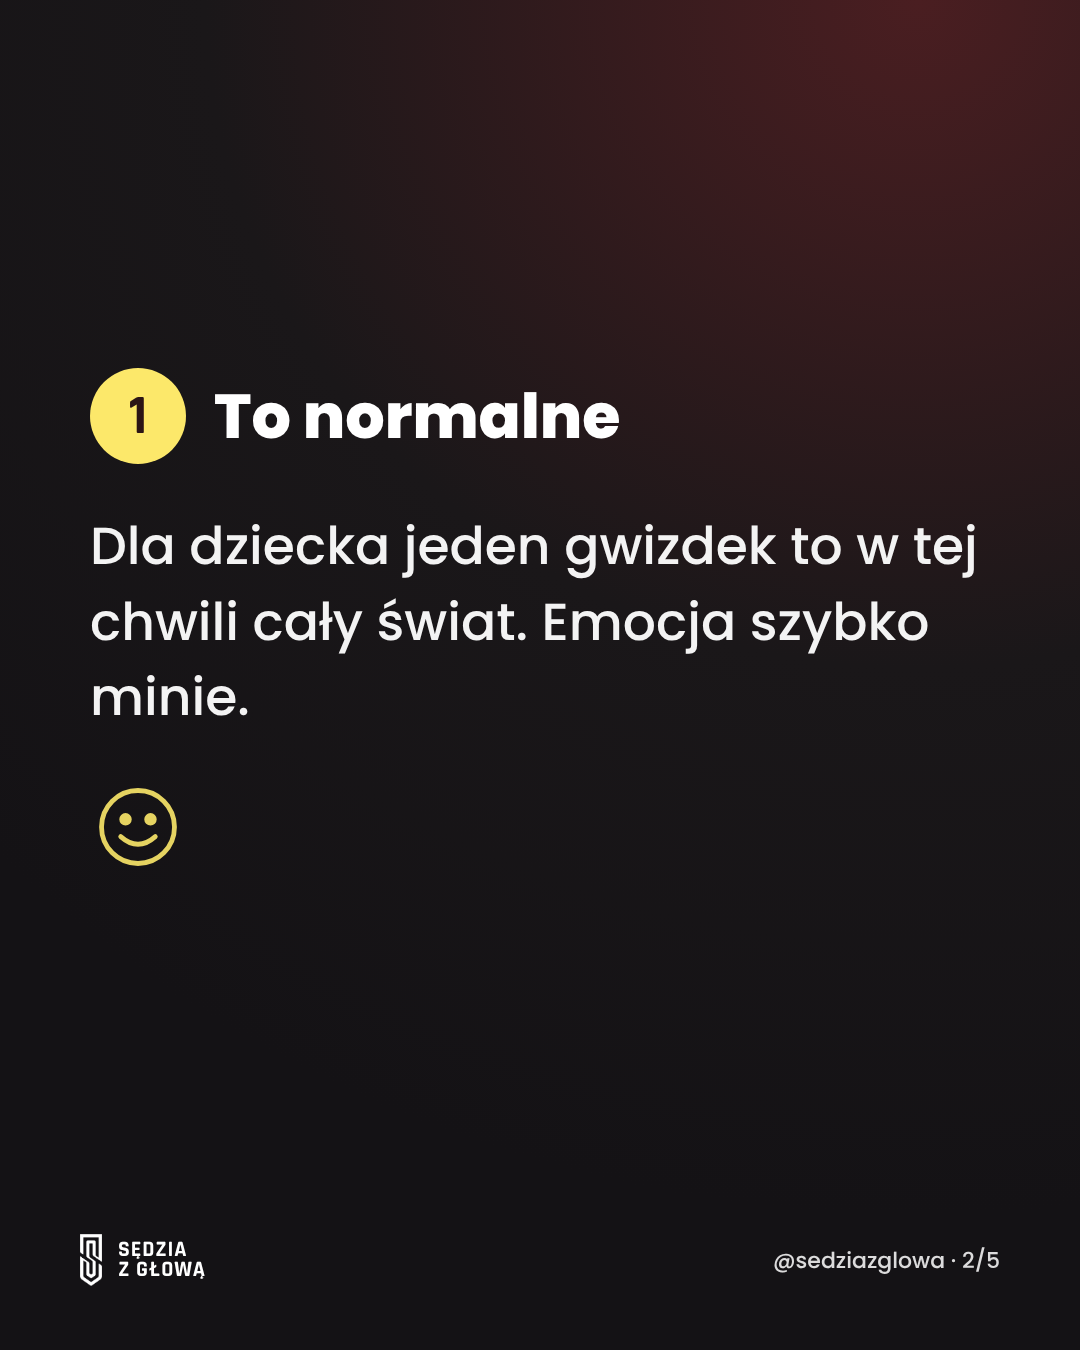 1 To normalne
Dla dziecka jeden gwizdek to w tej
chwili cały świat. Emocja szybko
minie.
SĘDZIA
Z GŁOWĄ
@sedziazglowa · 2/5